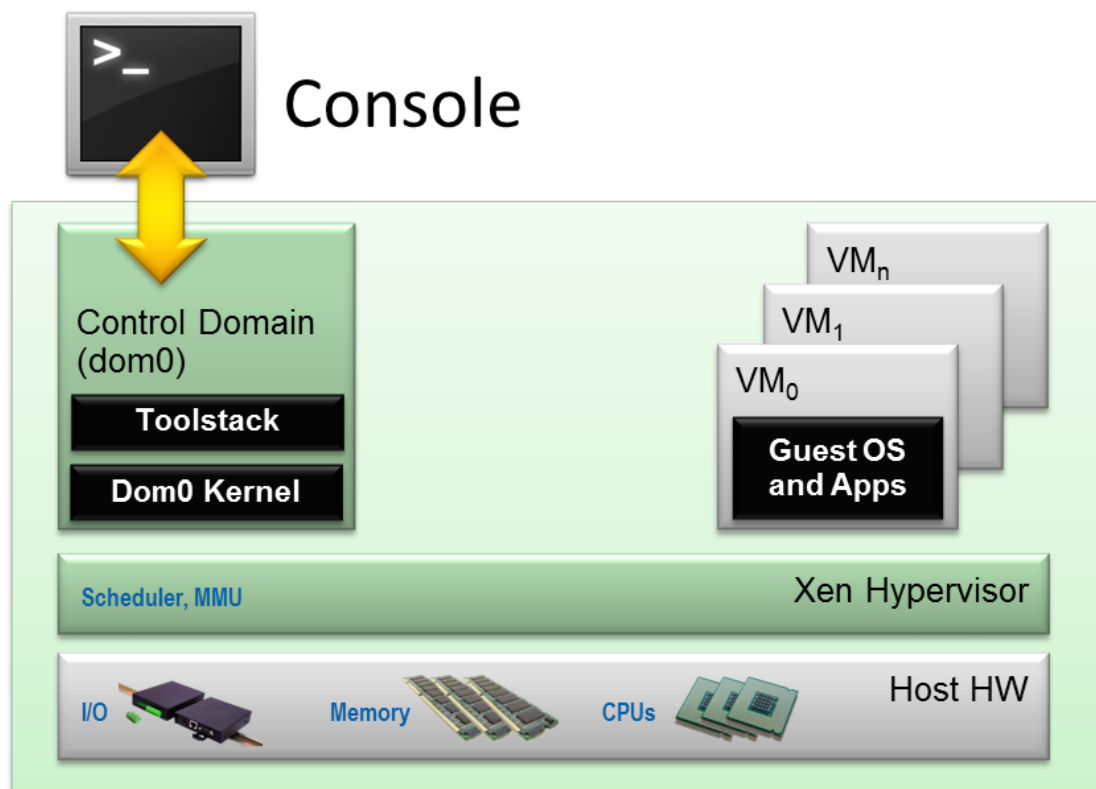 >_
Console
Control Domain
(dom0)
Toolstack
Dom0 Kernel
VMn
VM1
VM0
Guest OS
and Apps
Scheduler, MMU
Xen Hypervisor
I/O
Memory
CPUs
Host HW